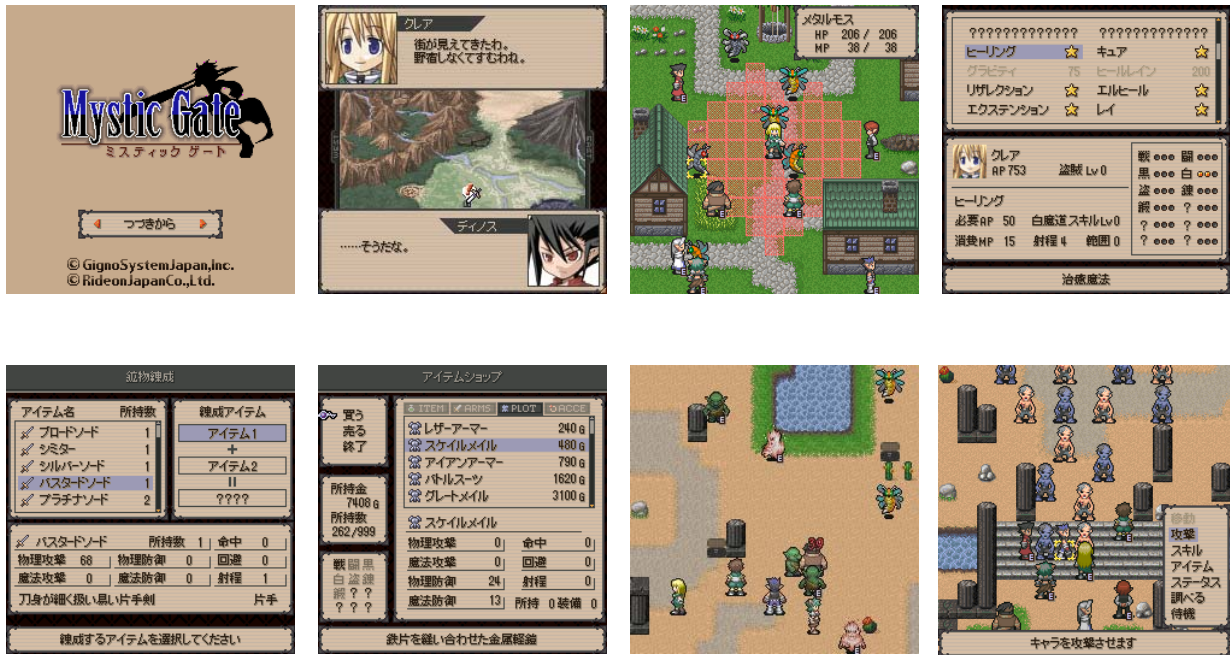 Mystic Gate
ミスティック ゲート
つづきから
© GignoSystemJapan,Inc.
© RideonJapanCo.,Ltd.
クレア
街が見えてきたわ。
野宿しなくてすむわね。
ディノス
……そうだな。
メタルモス
HP 206 / 206
MP 38 / 38
????????????? ?????????????
ヒーリング キュア
グラビティ 75 ヒールレイン 200
リザレクション エルヒール
エクステンション レイ
クレア
AP 753 盗賊 Lv 0
ヒーリング
必要AP 50 白魔道スキルLv0
消費MP 15 射程 4 範囲 0
戦 闘
黒 白
盗 錬
鍛 ?
? ?
? ?
治癒魔法
鉱物錬成
アイテム名 所持数
ブロードソード 1
シミター 1
シルバーソード 1
バスタードソード 1
プラチナソード 2
錬成アイテム
アイテム1
+
アイテム2
=
????
バスタードソード 所持数 1 命中 0
物理攻撃 68 物理防御 0 回避 0
魔法攻撃 0 魔法防御 0 射程 1
刀身が細く扱い易い片手剣 片手
錬成するアイテムを選択してください
アイテムショップ
買う
売る
終了
ITEM ARMS PLOT ACCE
レザーアーマー 240 G
スケイルメイル 480 G
アイアンアーマー 790 G
バトルスーツ 1620 G
グレートメイル 3100 G
所持金
7408 G
所持数
262/999
戦 闘 黒
白 盗 錬
鍛 ? ?
? ? ?
スケイルメイル
物理攻撃 0 命中 0
魔法攻撃 0 回避 0
物理防御 24 射程 0
魔法防御 13 所持 0 装備 0
鉄片を縫い合わせた金属軽鎧
移動
攻撃
スキル
アイテム
ステータス
調べる
待機
キャラを攻撃させます